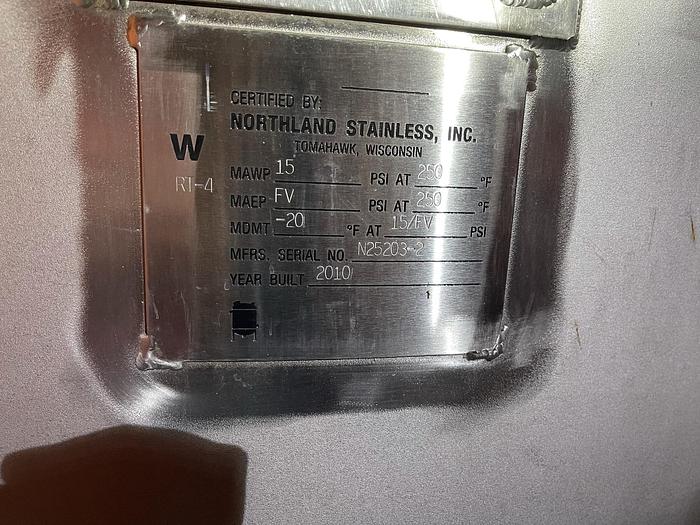 CERTIFIED BY:
NORTHLAND STAINLESS, INC.
TOMAHAWK, WISCONSIN
W
RT-4
MAWP 15 PSI AT 250 °F
MAEP FV PSI AT 250 °F
MDMT -20 °F AT 15/FV PSI
MFRS. SERIAL NO. N25203-2
YEAR BUILT 2010